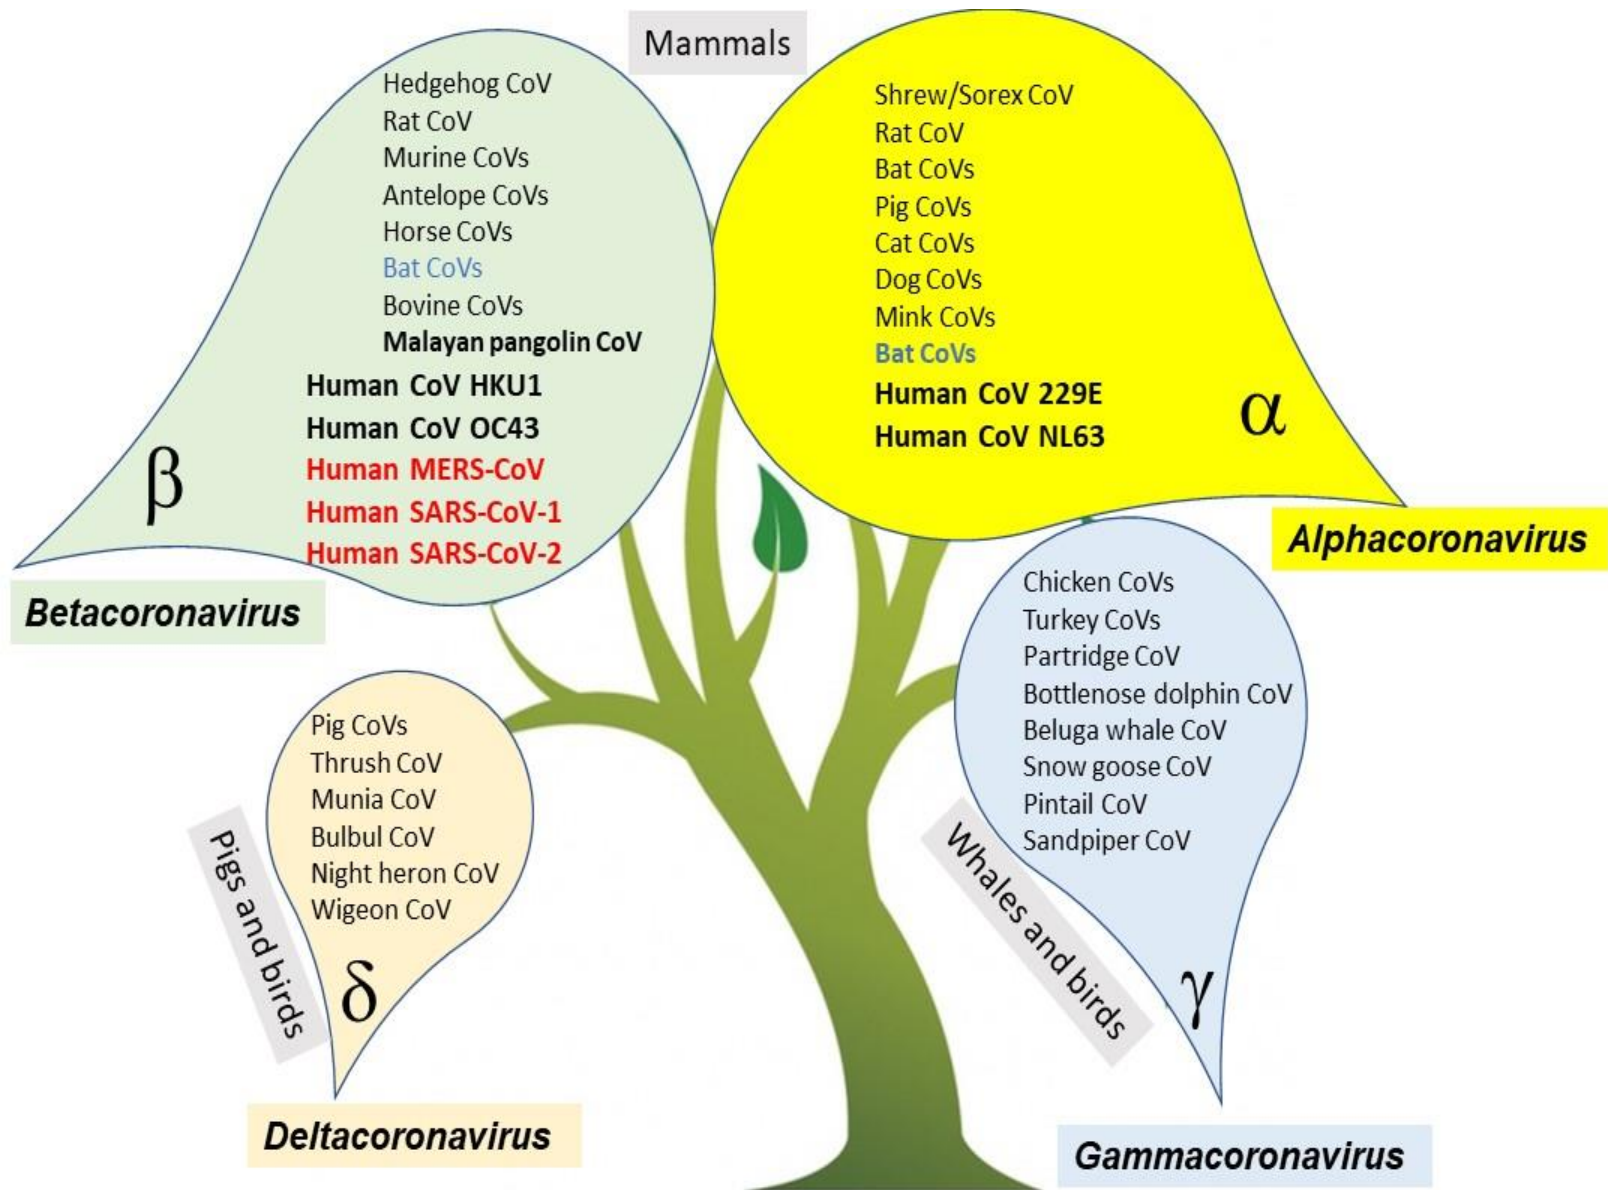 Mammals
Hedgehog CoV
Rat CoV
Murine CoVs
Antelope CoVs
Horse CoVs
Bat CoVs
Bovine CoVs
Malayan pangolin CoV
Human CoV HKU1
Human CoV OC43
Human MERS-CoV
Human SARS-CoV-1
Human SARS-CoV-2
β
Betacoronavirus
Shrew/Sorex CoV
Rat CoV
Bat CoVs
Pig CoVs
Cat CoVs
Dog CoVs
Mink CoVs
Bat CoVs
Human CoV 229E
Human CoV NL63
α
Alphacoronavirus
Pig CoVs
Thrush CoV
Munia CoV
Bulbul CoV
Night heron CoV
Wigeon CoV
δ
Pigs and birds
Deltacoronavirus
Chicken CoVs
Turkey CoVs
Partridge CoV
Bottlenose dolphin CoV
Beluga whale CoV
Snow goose CoV
Pintail CoV
Sandpiper CoV
γ
Whales and birds
Gammacoronavirus